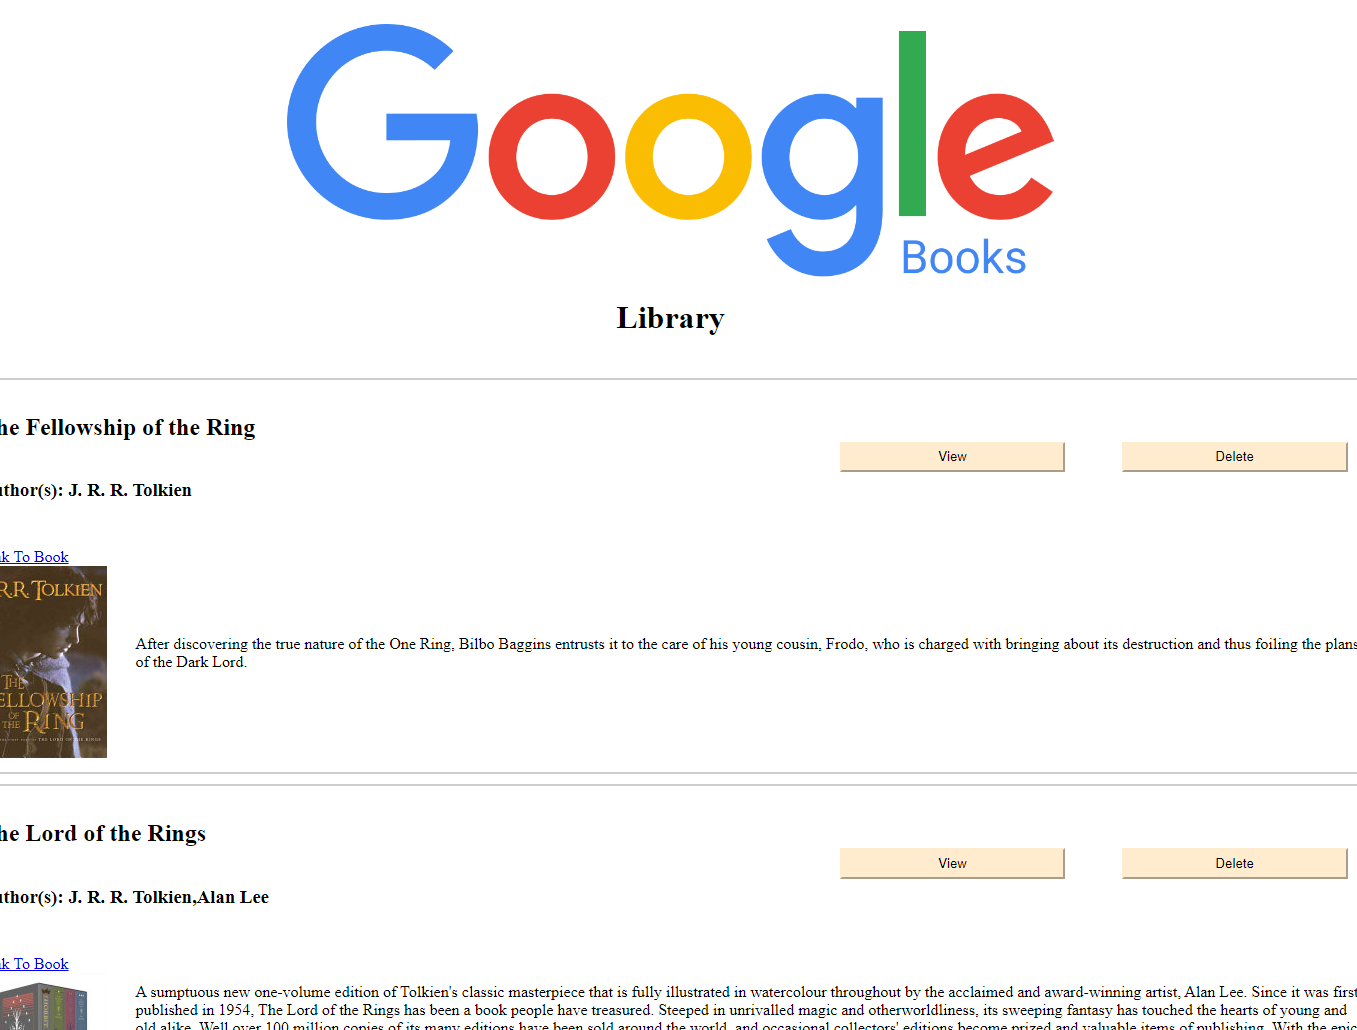 Google
Books
Library
he Fellowship of the Ring
View
Delete
thor(s): J. R. R. Tolkien
k To Book
R.R. TOLKIEN
THE
ELLOWSHIP
OF THE RING
After discovering the true nature of the One Ring, Bilbo Baggins entrusts it to the care of his young cousin, Frodo, who is charged with bringing about its destruction and thus foiling the plans
of the Dark Lord.
he Lord of the Rings
View
Delete
thor(s): J. R. R. Tolkien,Alan Lee
k To Book
A sumptuous new one-volume edition of Tolkien's classic masterpiece that is fully illustrated in watercolour throughout by the acclaimed and award-winning artist, Alan Lee. Since it was first
published in 1954, The Lord of the Rings has been a book people have treasured. Steeped in unrivalled magic and otherworldliness, its sweeping fantasy has touched the hearts of young and
old alike. Well over 100 million copies of its many editions have been sold around the world, and occasional collectors' editions become prized and valuable items of publishing. With the epic